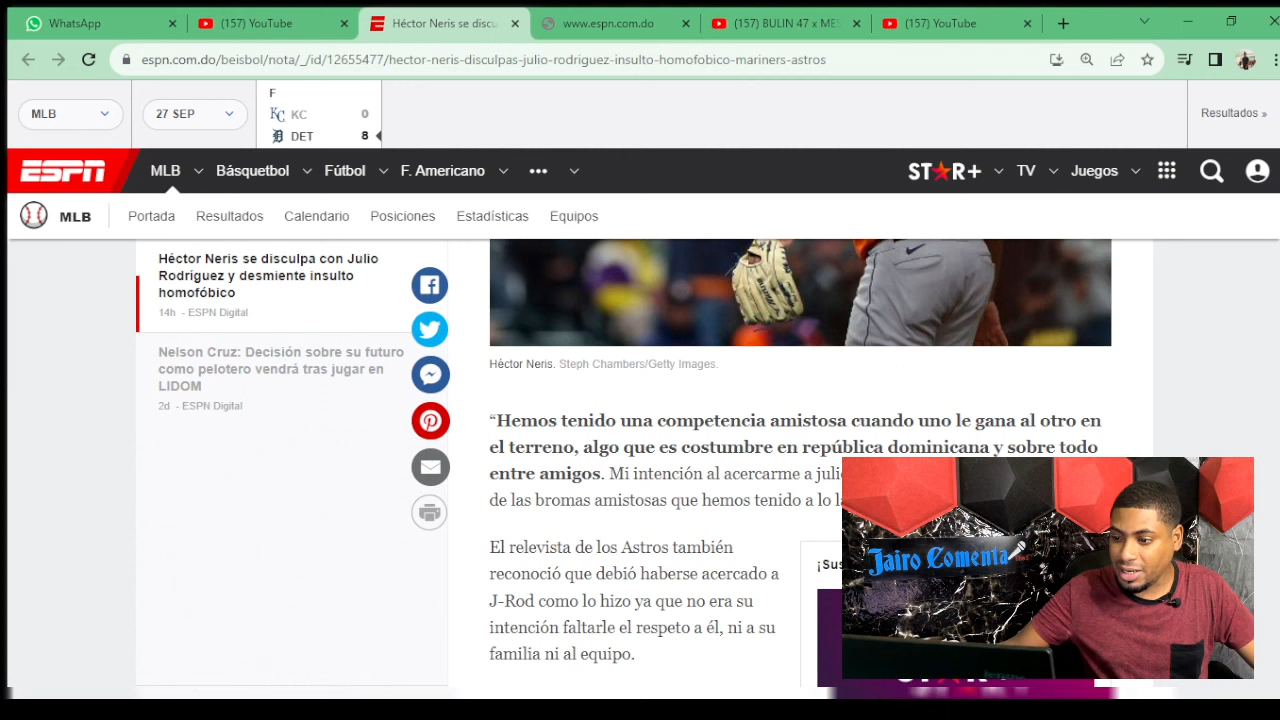 WhatsApp
(157) YouTube
Héctor Neris se discu
www.espn.com.do
(157) BULIN 47 x ME
(157) YouTube
espn.com.do/beisbol/nota/_/id/12655477/hector-neris-disculpas-julio-rodriguez-insulto-homofobico-mariners-astros
MLB
27 SEP
F
KC KC 0
DET 8
Resultados »
ESPN
MLB
Básquetbol
Fútbol
F. Americano
STAR+
TV
Juegos
MLB
Portada
Resultados
Calendario
Posiciones
Estadísticas
Equipos
Héctor Neris se disculpa con Julio
Rodríguez y desmiente insulto
homofóbico
14h - ESPN Digital
Nelson Cruz: Decisión sobre su futuro
como pelotero vendrá tras jugar en
LIDOM
2d - ESPN Digital
Héctor Neris. Steph Chambers/Getty Images.
“Hemos tenido una competencia amistosa cuando uno le gana al otro en
el terreno, algo que es costumbre en república dominicana y sobre todo
entre amigos. Mi intención al acercarme a julio
de las bromas amistosas que hemos tenido a lo la
El relevista de los Astros también
reconoció que debió haberse acercado a
J-Rod como lo hizo ya que no era su
intención faltarle el respeto a él, ni a su
familia ni al equipo.
¡Sus
Jairo Comenta